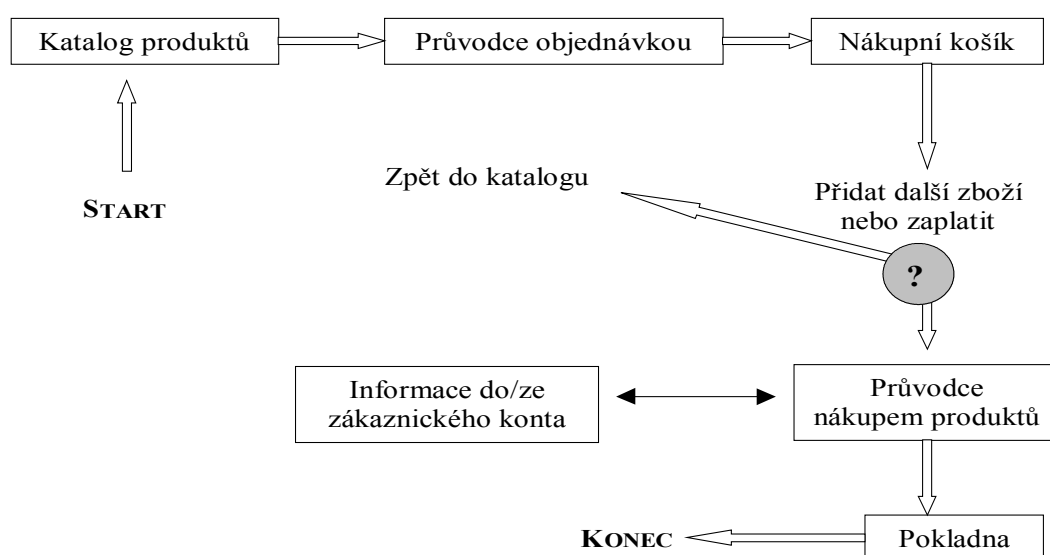 Katalog produktů
Průvodce objednávkou
Nákupní košík
START
Zpět do katalogu
Přidat další zboží
nebo zaplatit
?
Informace do/ze
zákaznického konta
Průvodce
nákupem produktů
KONEC
Pokladna